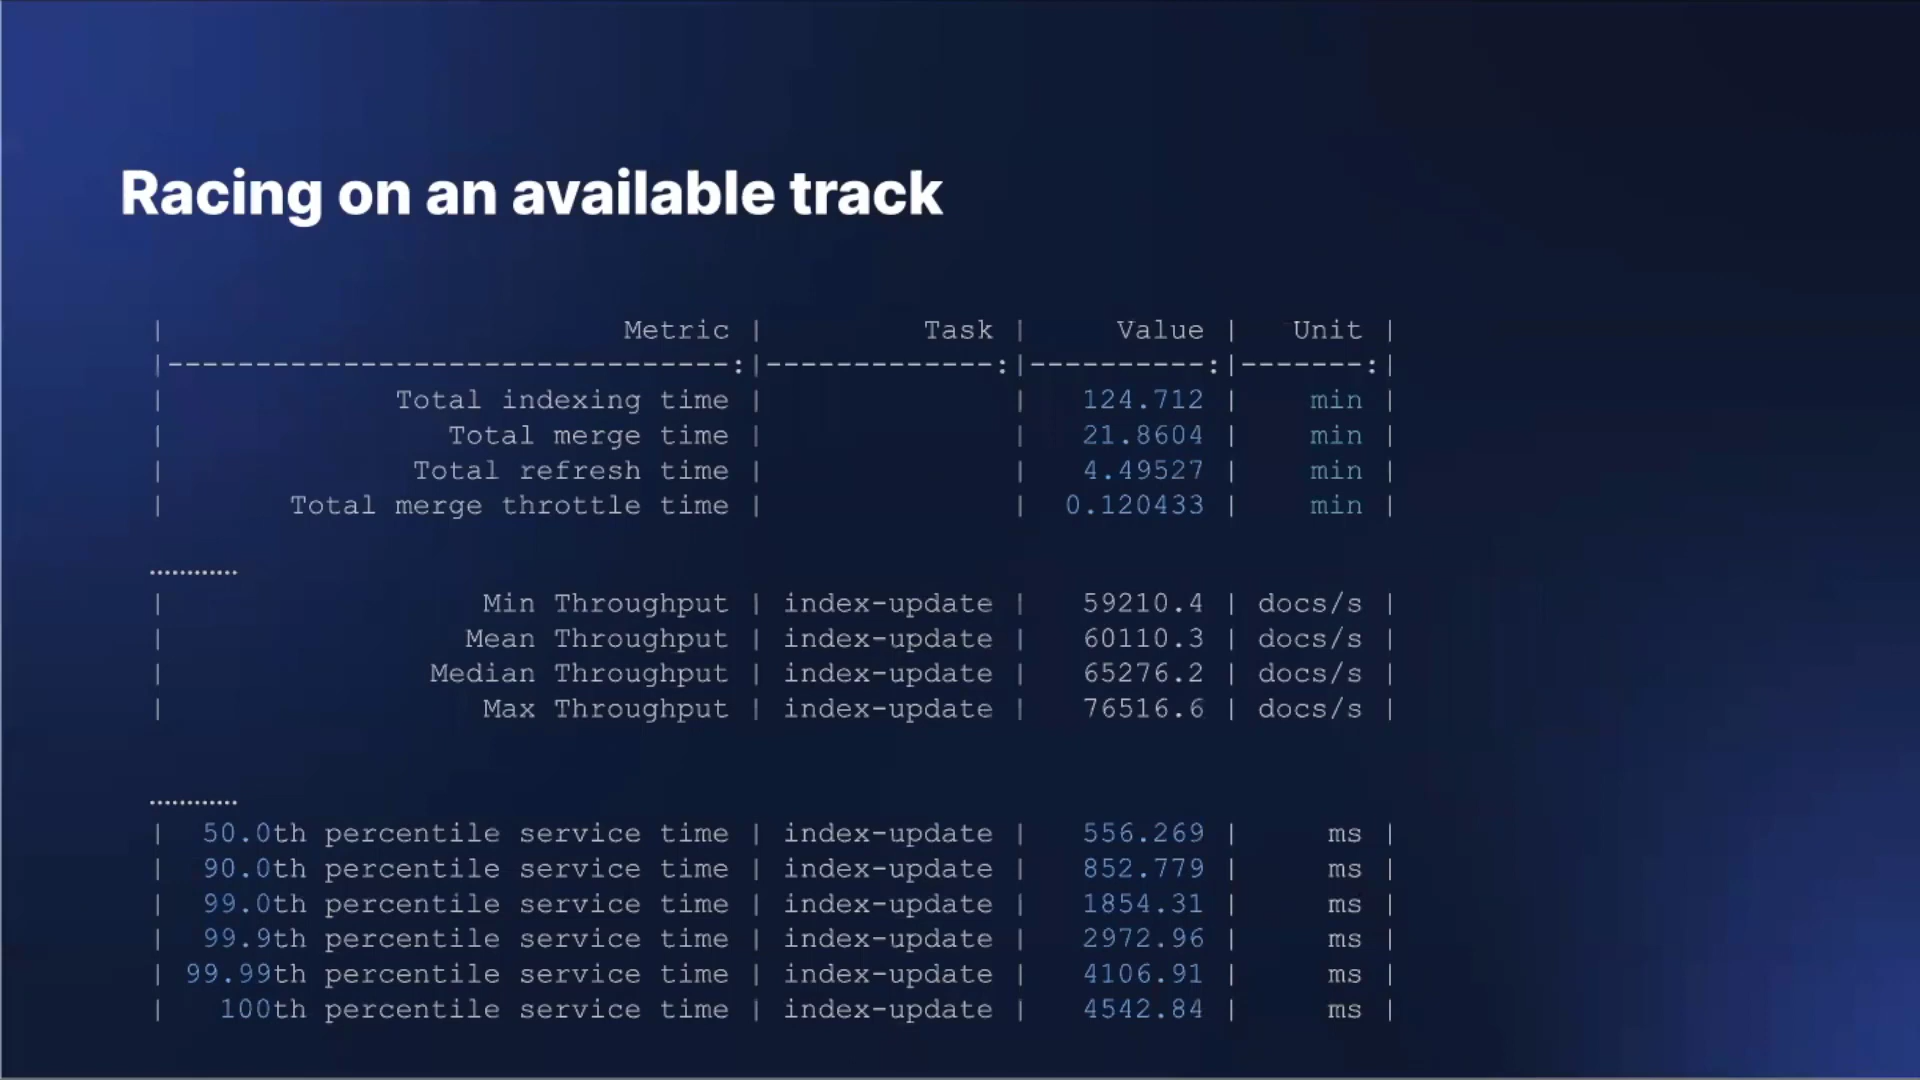 Racing on an available track
| Metric | Task | Value | Unit |
|--------------------------------:|-------------:|----------:|-------:|
| Total indexing time | | 124.712 | min |
| Total merge time | | 21.8604 | min |
| Total refresh time | | 4.49527 | min |
| Total merge throttle time | | 0.120433 | min |
............
| Min Throughput | index-update | 59210.4 | docs/s |
| Mean Throughput | index-update | 60110.3 | docs/s |
| Median Throughput | index-update | 65276.2 | docs/s |
| Max Throughput | index-update | 76516.6 | docs/s |
............
| 50.0th percentile service time | index-update | 556.269 | ms |
| 90.0th percentile service time | index-update | 852.779 | ms |
| 99.0th percentile service time | index-update | 1854.31 | ms |
| 99.9th percentile service time | index-update | 2972.96 | ms |
| 99.99th percentile service time | index-update | 4106.91 | ms |
| 100th percentile service time | index-update | 4542.84 | ms |